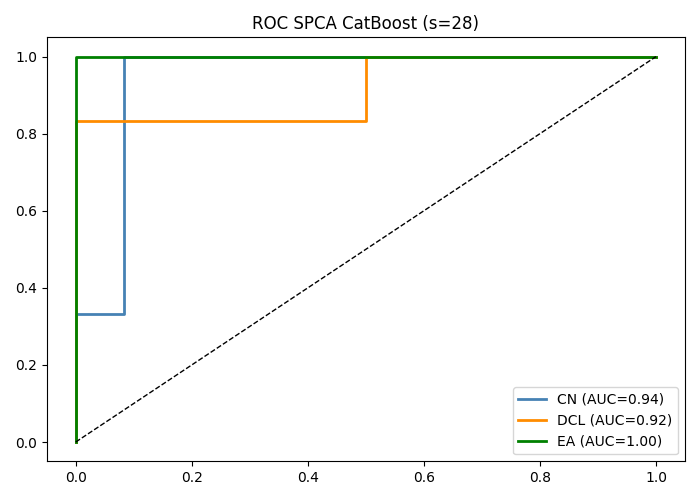 ROC SPCA CatBoost (s=28)
1.0
0.8
0.6
0.4
0.2
0.0
0.0 0.2 0.4 0.6 0.8 1.0
CN (AUC=0.94)
DCL (AUC=0.92)
EA (AUC=1.00)